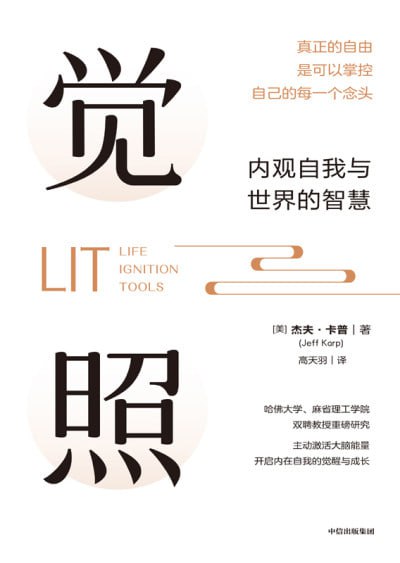 真正的自由
是可以掌控
自己的每一个念头
觉
内观自我与
世界的智慧
LIT
LIFE
IGNITION
TOOLS
[美] 杰夫·卡普 | 著
(Jeff Karp)
高天羽 | 译
照
哈佛大学、麻省理工学院
双聘教授重磅研究
主动激活大脑能量
开启内在自我的觉醒与成长
中信出版集团